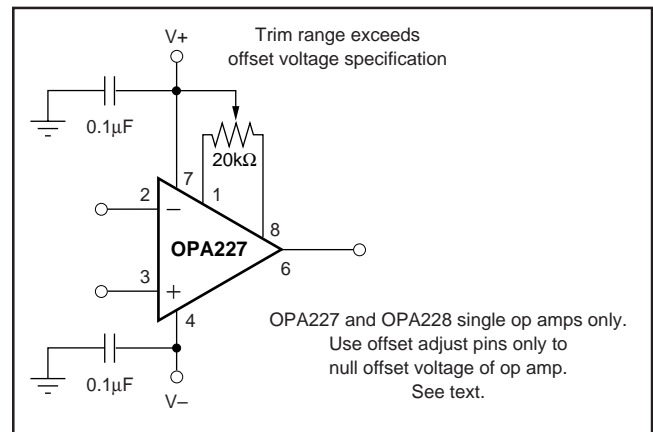 V+
Trim range exceeds
offset voltage specification
0.1µF
20kΩ
7
1
2
–
8
OPA227
6
3
+
4
OPA227 and OPA228 single op amps only.
Use offset adjust pins only to
null offset voltage of op amp.
See text.
0.1µF
V–